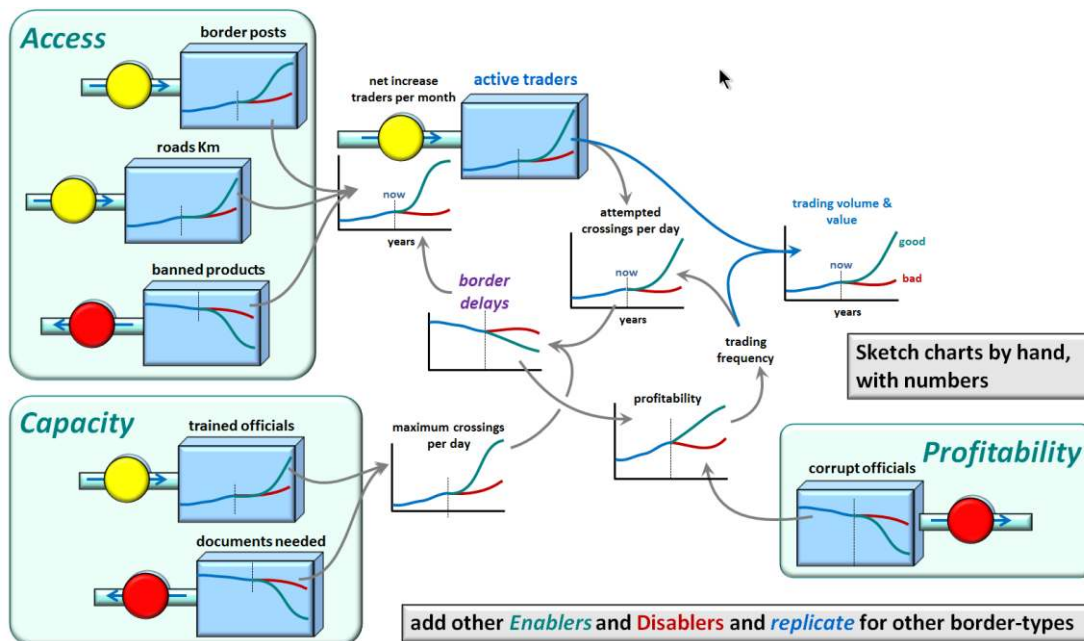 Access
border posts
roads Km
banned products
net increase
traders per month
active traders
now
years
attempted
crossings per day
now
years
trading volume &
value
good
now
bad
years
border
delays
trading
frequency
Sketch charts by hand,
with numbers
Capacity
trained officials
documents needed
maximum crossings
per day
profitability
Profitability
corrupt officials
add other Enablers and Disablers and replicate for other border-types